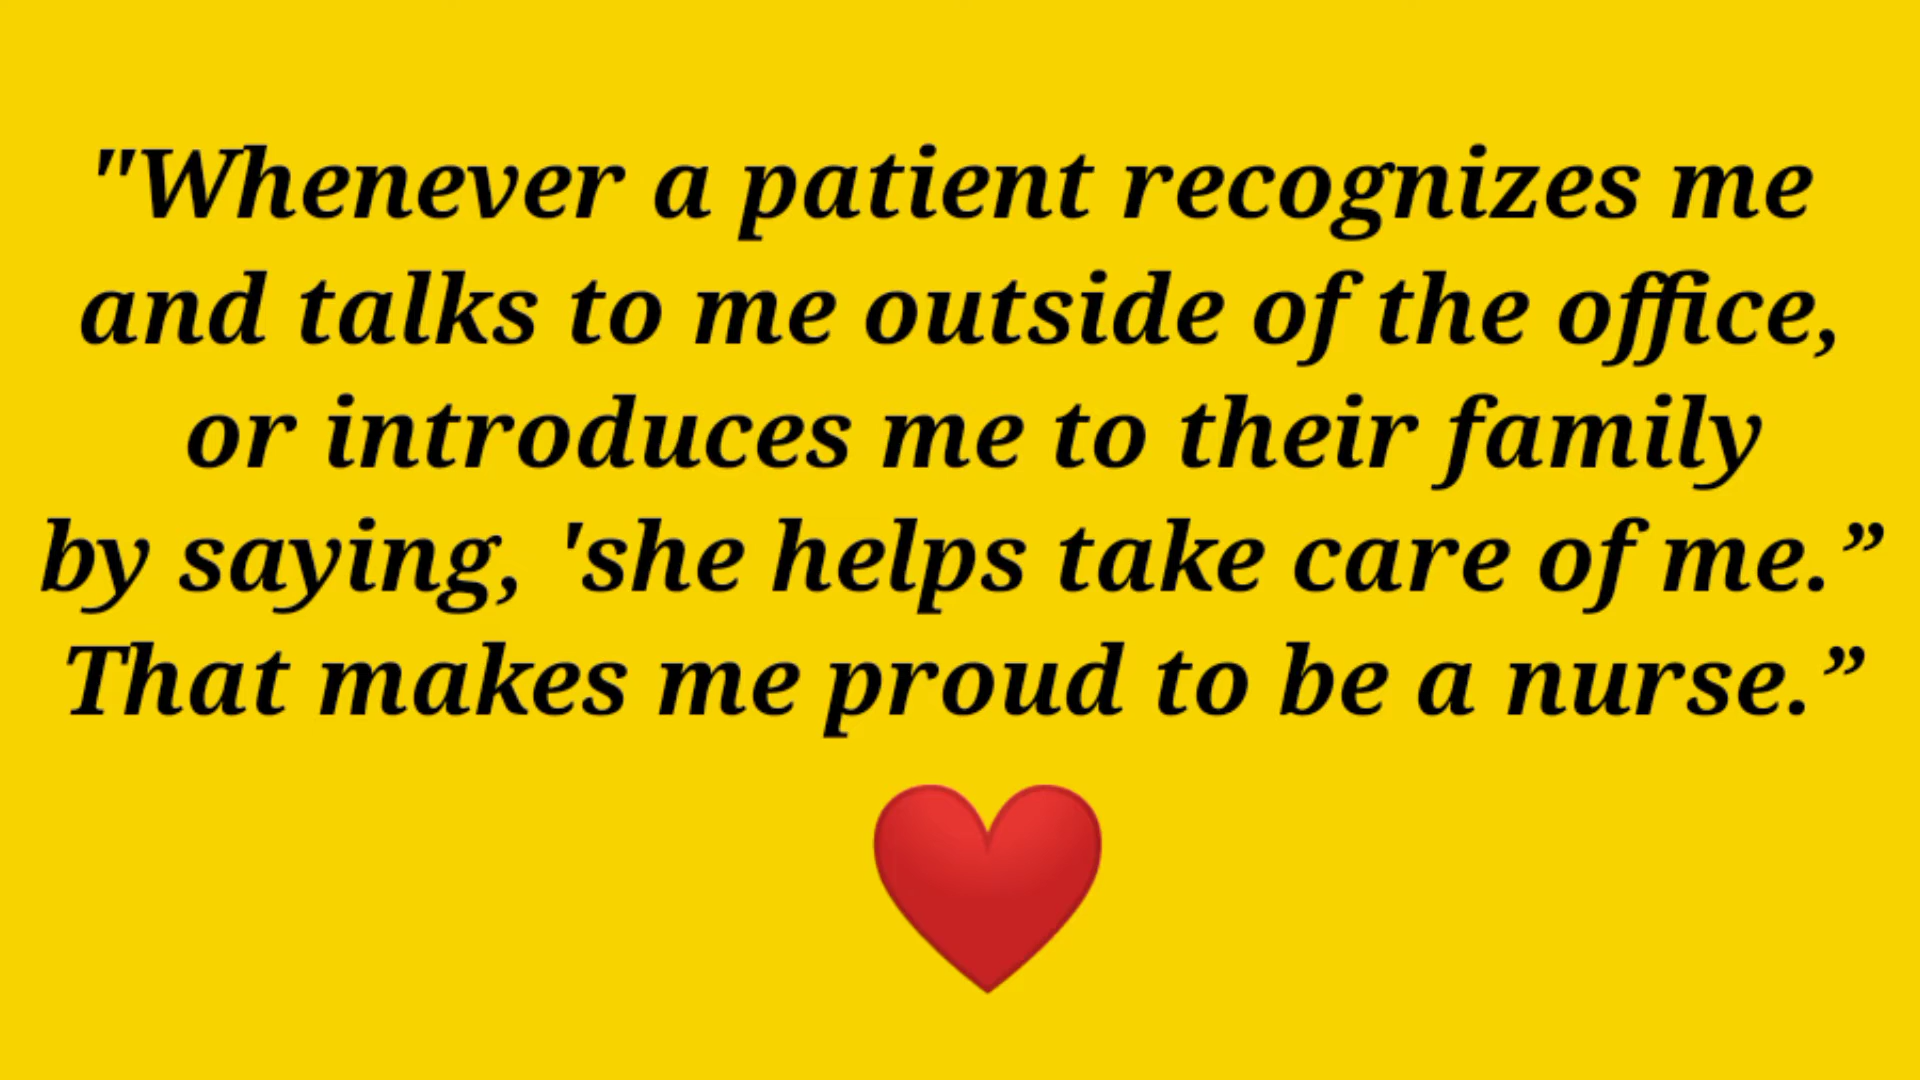 "Whenever a patient recognizes me
and talks to me outside of the office,
or introduces me to their family
by saying, 'she helps take care of me.”
That makes me proud to be a nurse.”